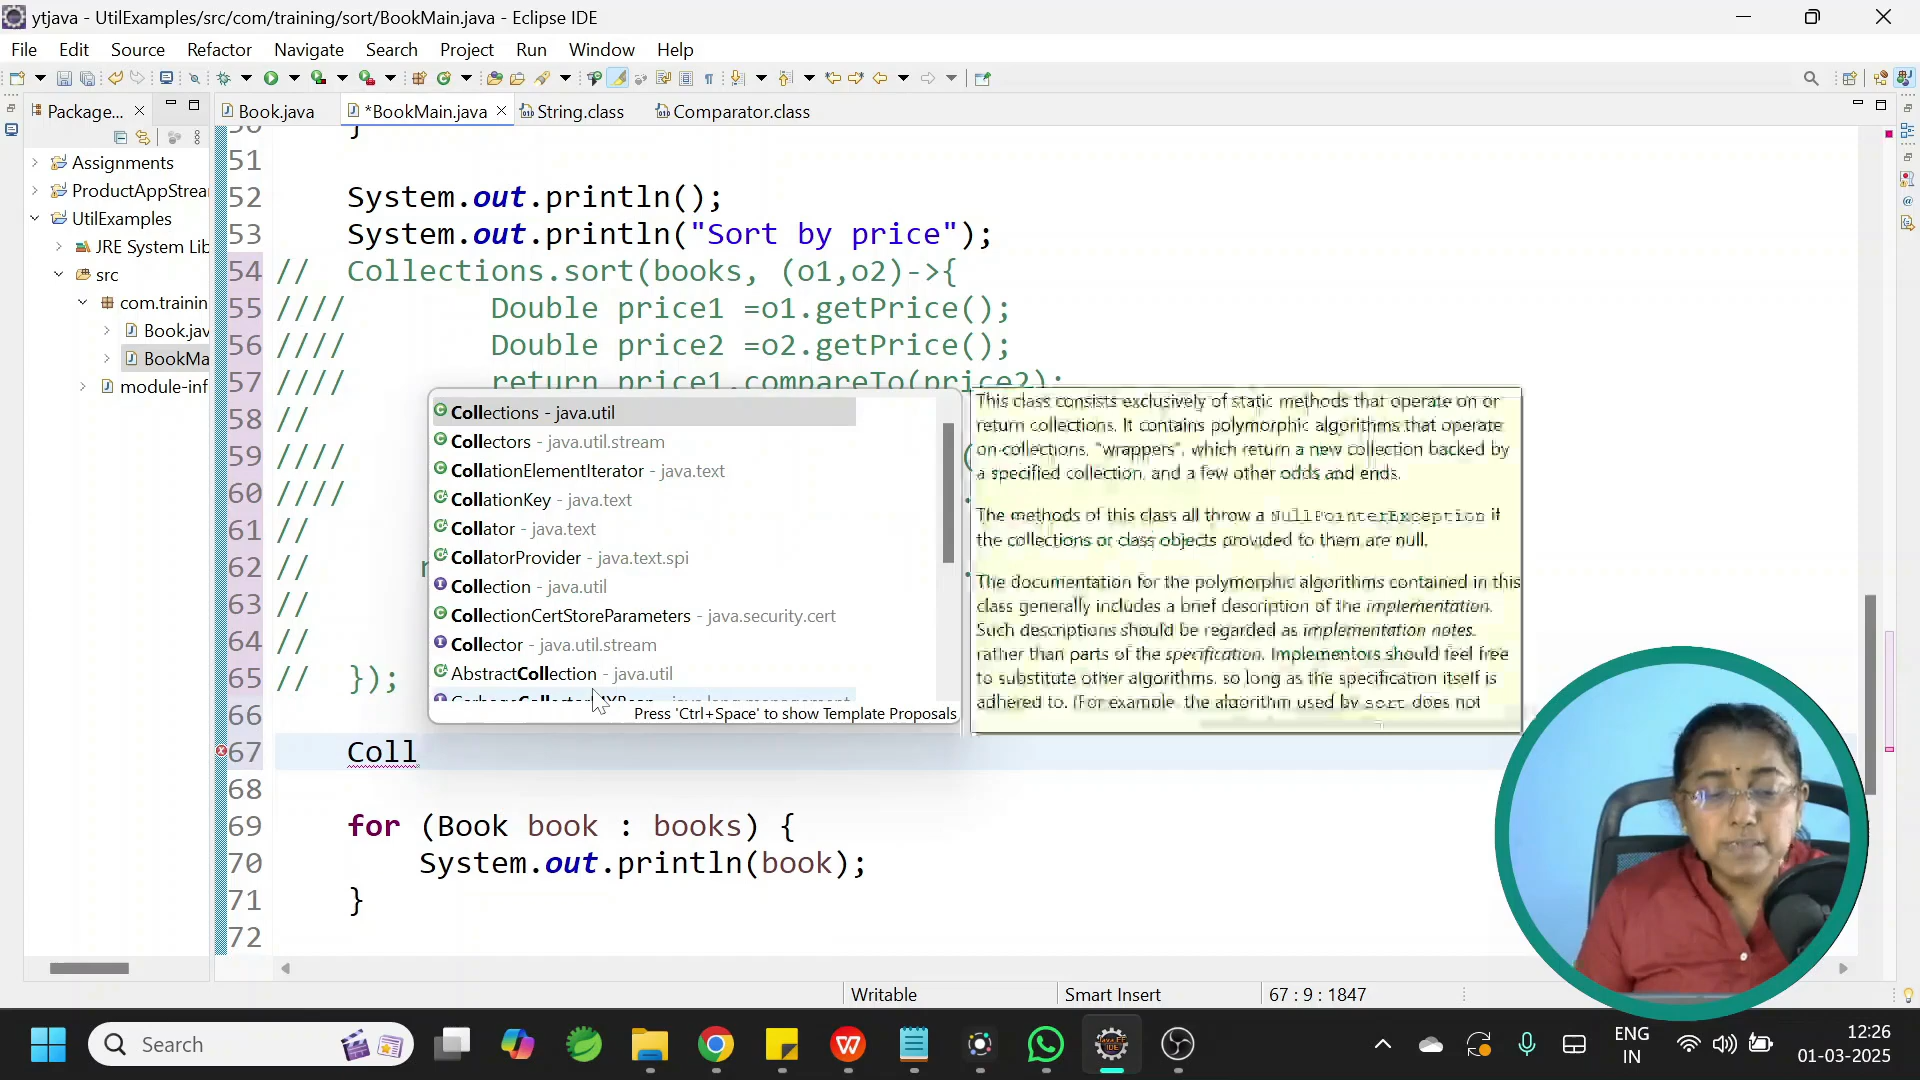 ytjava - UtilExamples/src/com/training/sort/BookMain.java - Eclipse IDE
File Edit Source Refactor Navigate Search Project Run Window Help
Package...
Book.java *BookMain.java String.class Comparator.class
Assignments
ProductAppStrear
UtilExamples
JRE System Lib
src
com.trainin
Book.jav
BookMa
module-inf
51
52 System.out.println();
53 System.out.println("Sort by price");
54 // Collections.sort(books, (o1,o2)->{
55 //// Double price1 =o1.getPrice();
56 //// Double price2 =o2.getPrice();
57 //// return price1.compareTo(price2);
58 //
59 //// (
60 //// .
61 //
62 // r .
63 //
64 //
65 // });
66
67 Coll
68
69 for (Book book : books) {
70 System.out.println(book);
71 }
72
Collections - java.util
Collectors - java.util.stream
CollationElementIterator - java.text
CollationKey - java.text
Collator - java.text
CollatorProvider - java.text.spi
Collection - java.util
CollectionCertStoreParameters - java.security.cert
Collector - java.util.stream
AbstractCollection - java.util
Press 'Ctrl+Space' to show Template Proposals
This class consists exclusively of static methods that operate on or
return collections. It contains polymorphic algorithms that operate
on collections, "wrappers", which return a new collection backed by
a specified collection, and a few other odds and ends.
The methods of this class all throw a NullPointerException if
the collections or class objects provided to them are null.
The documentation for the polymorphic algorithms contained in this
class generally includes a brief description of the implementation.
Such descriptions should be regarded as implementation notes,
rather than parts of the specification. Implementors should feel free
to substitute other algorithms, so long as the specification itself is
adhered to. (For example, the algorithm used by sort does not
Writable Smart Insert 67 : 9 : 1847
Search
ENG
IN
12:26
01-03-2025